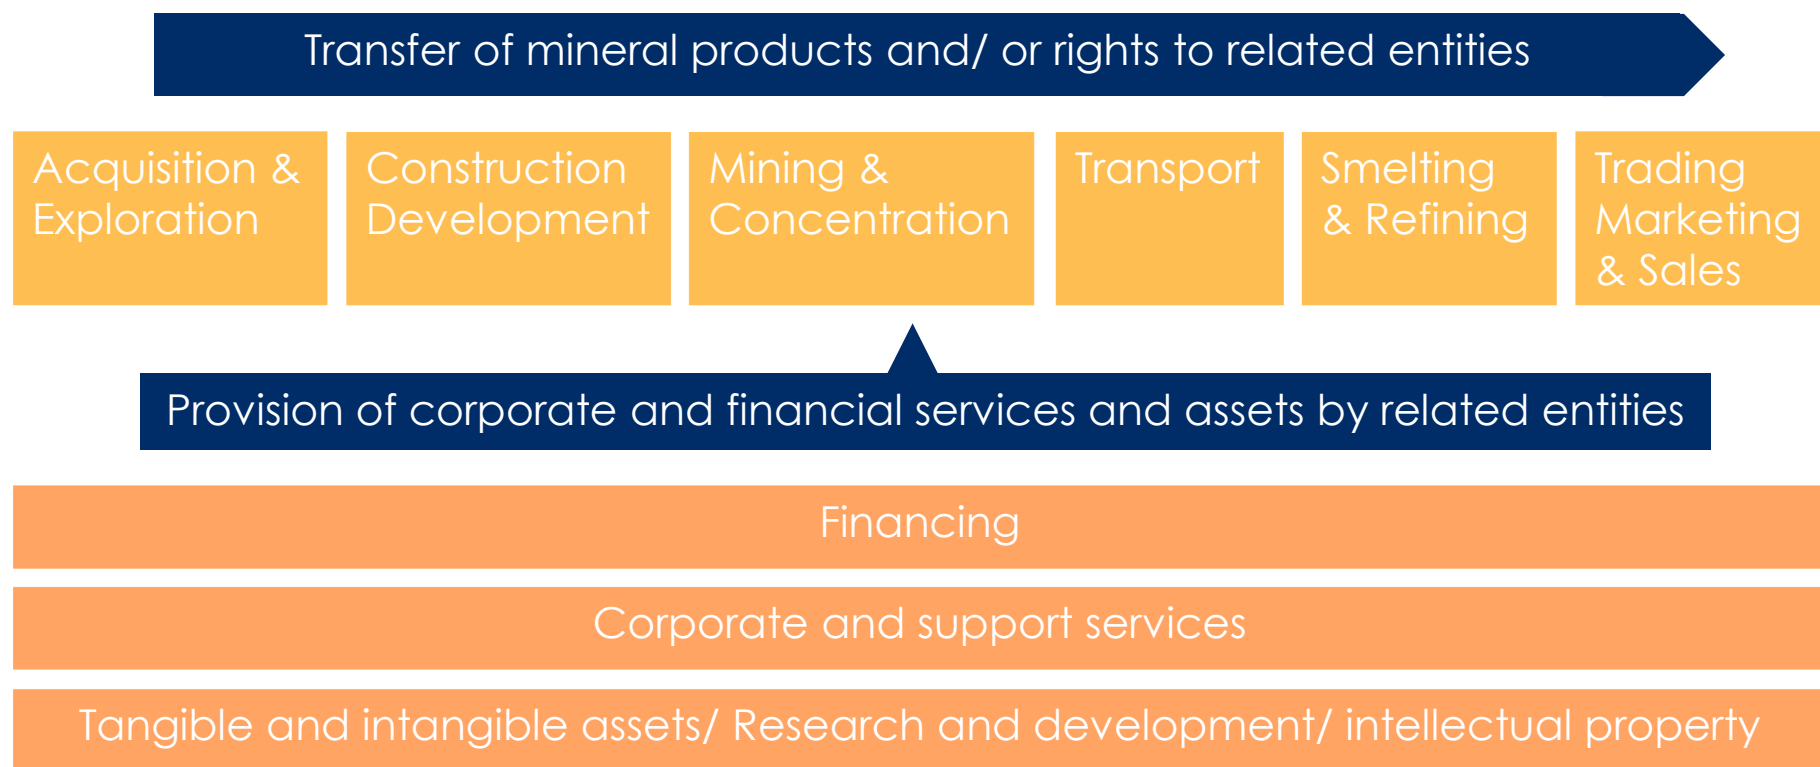 Transfer of mineral products and/ or rights to related entities
Acquisition &
Exploration
Construction
Development
Mining &
Concentration
Transport
Smelting
& Refining
Trading
Marketing
& Sales
Provision of corporate and financial services and assets by related entities
Financing
Corporate and support services
Tangible and intangible assets/ Research and development/ intellectual property